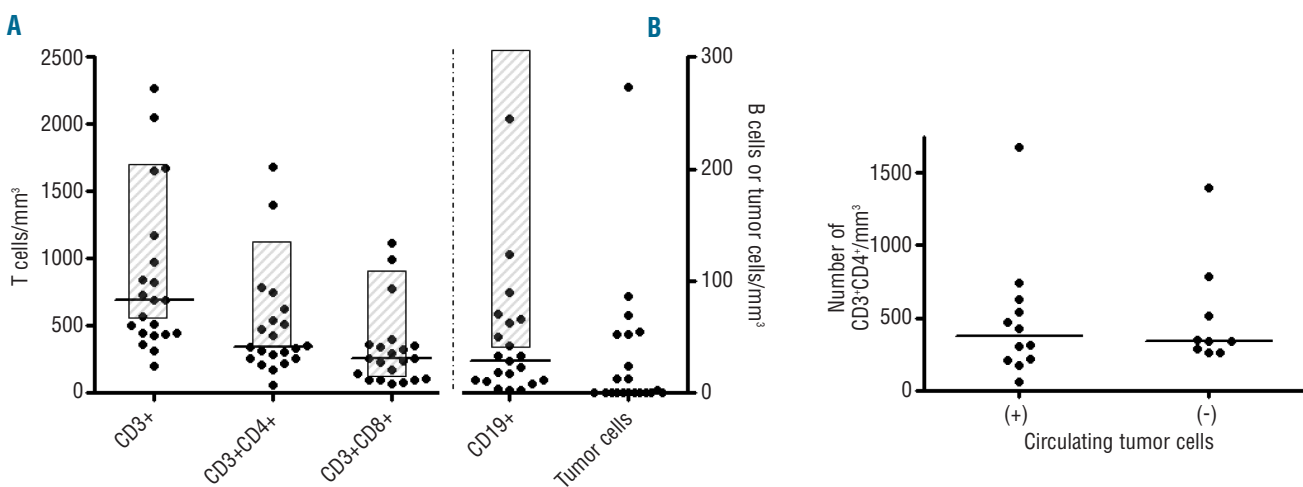 A
B
2500
2000
1500
1000
500
0
T cells/mm³
CD3+
CD3+CD4+
CD3+CD8+
CD19+
Tumor cells
300
200
100
0
B cells or tumor cells/mm³
1500
1000
500
0
Number of
CD3⁺CD4⁺/mm³
(+)
(-)
Circulating tumor cells